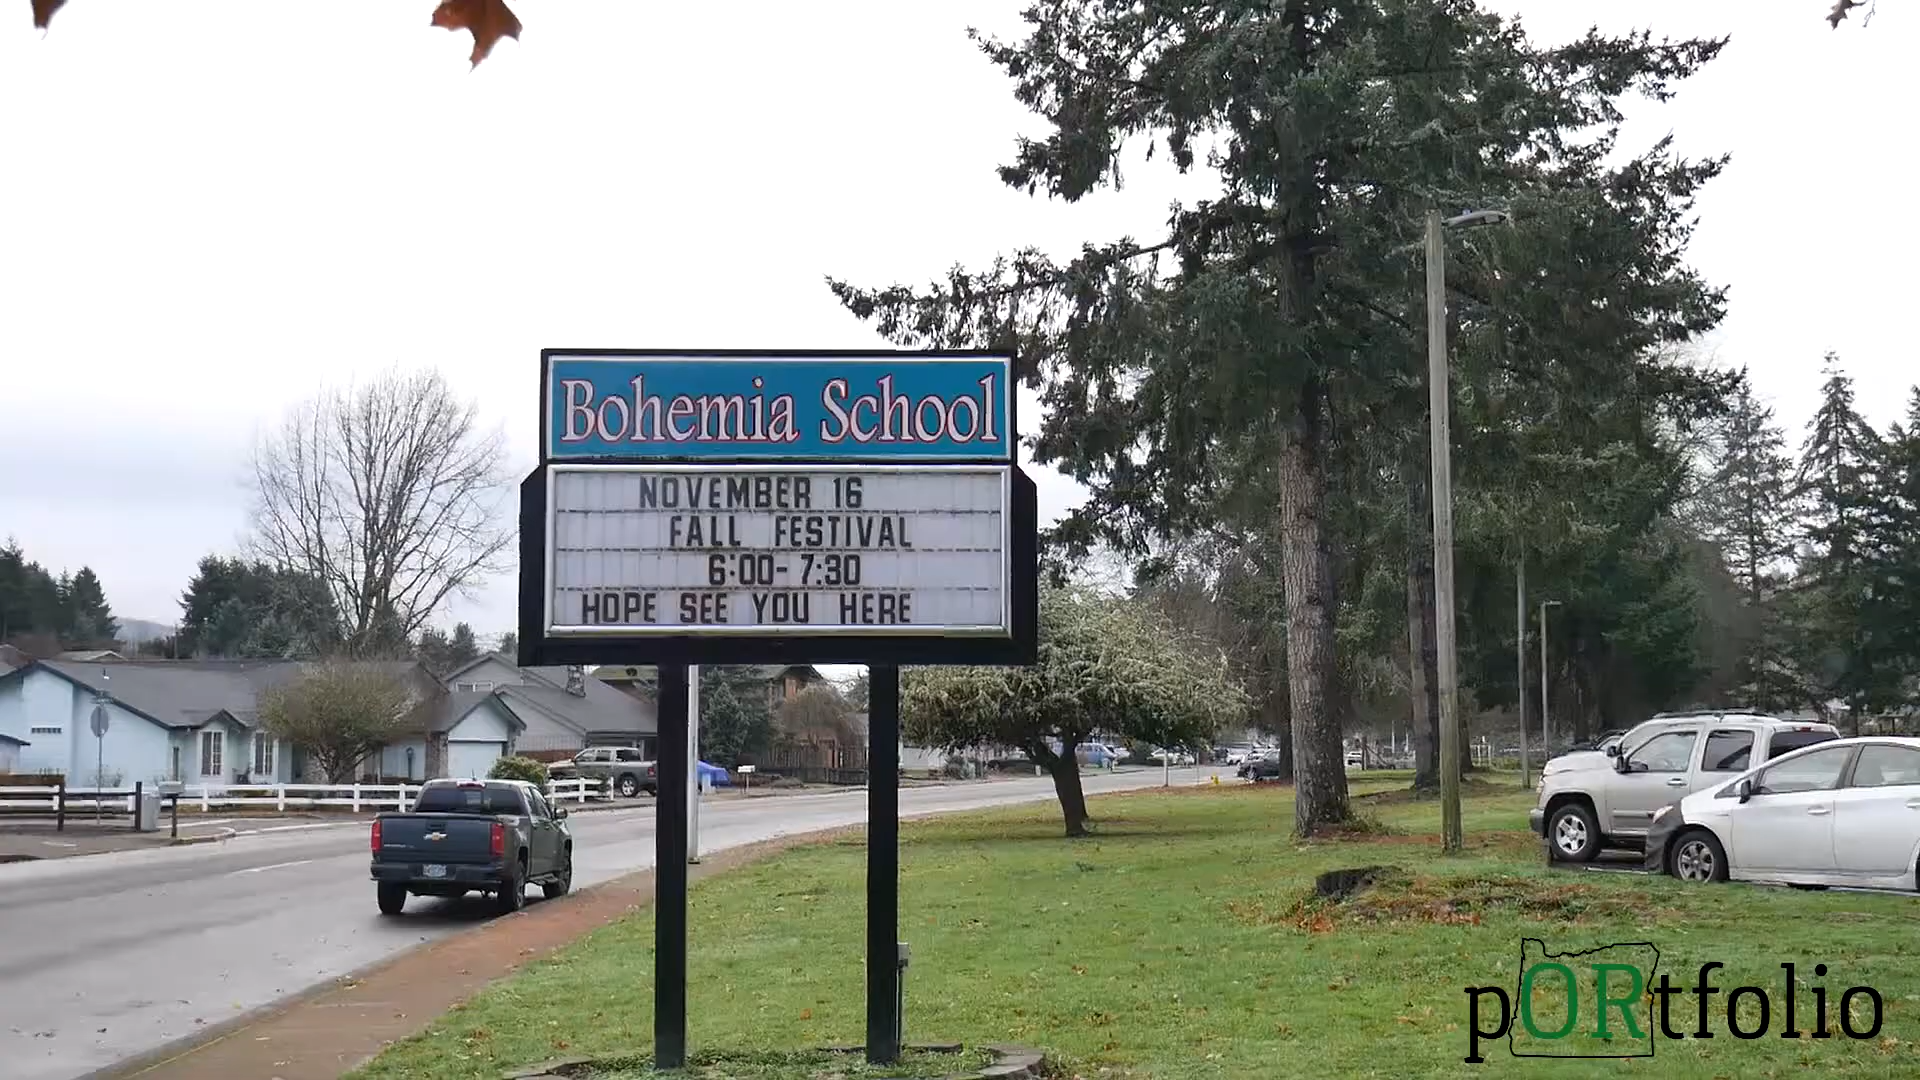 Bohemia School
NOVEMBER 16
FALL FESTIVAL
6:00-7:30
HOPE SEE YOU HERE
pORtfolio